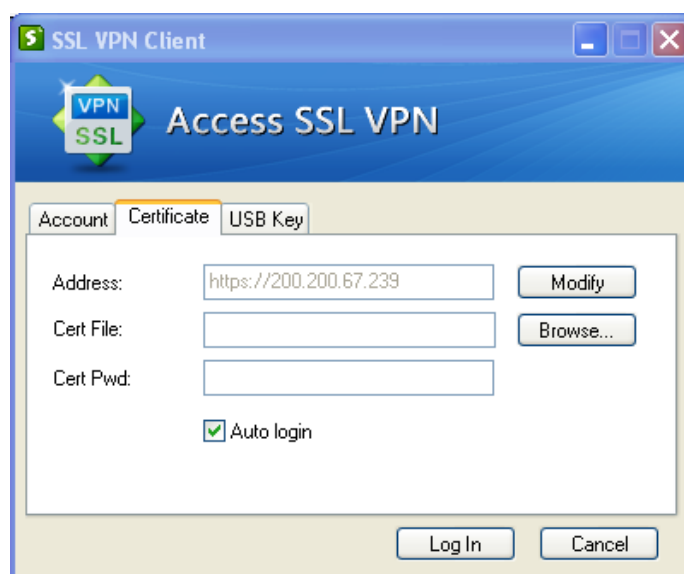 SSL VPN Client
VPN
SSL
Access SSL VPN
Account Certificate USB Key
Address: https://200.200.67.239 Modify
Cert File: Browse...
Cert Pwd:
Auto login
Log In Cancel